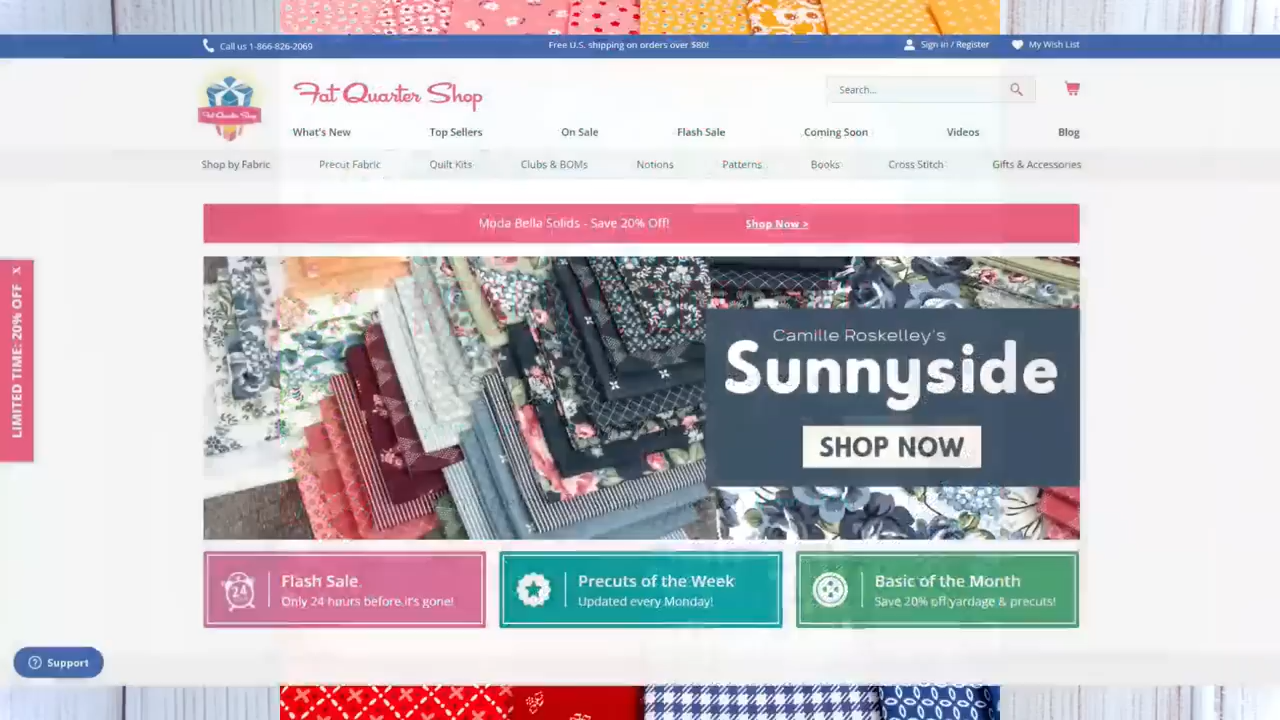 Call us 1-866-826-2069
Free U.S. shipping on orders over $80!
Sign In / Register
My Wish List
Fat Quarter Shop
Fat Quarter Shop
Search...
What's New
Top Sellers
On Sale
Flash Sale
Coming Soon
Videos
Blog
Shop by Fabric
Precut Fabric
Quilt Kits
Clubs & BOMs
Notions
Patterns
Books
Cross Stitch
Gifts & Accessories
Moda Bella Solids - Save 20% Off!
Shop Now >
LIMITED TIME: 20% OFF X
Camille Roskelley's
Sunnyside
SHOP NOW
24
Flash Sale
Only 24 hours before it's gone!
Precuts of the Week
Updated every Monday!
Basic of the Month
Save 20% off yardage & precuts!
Support